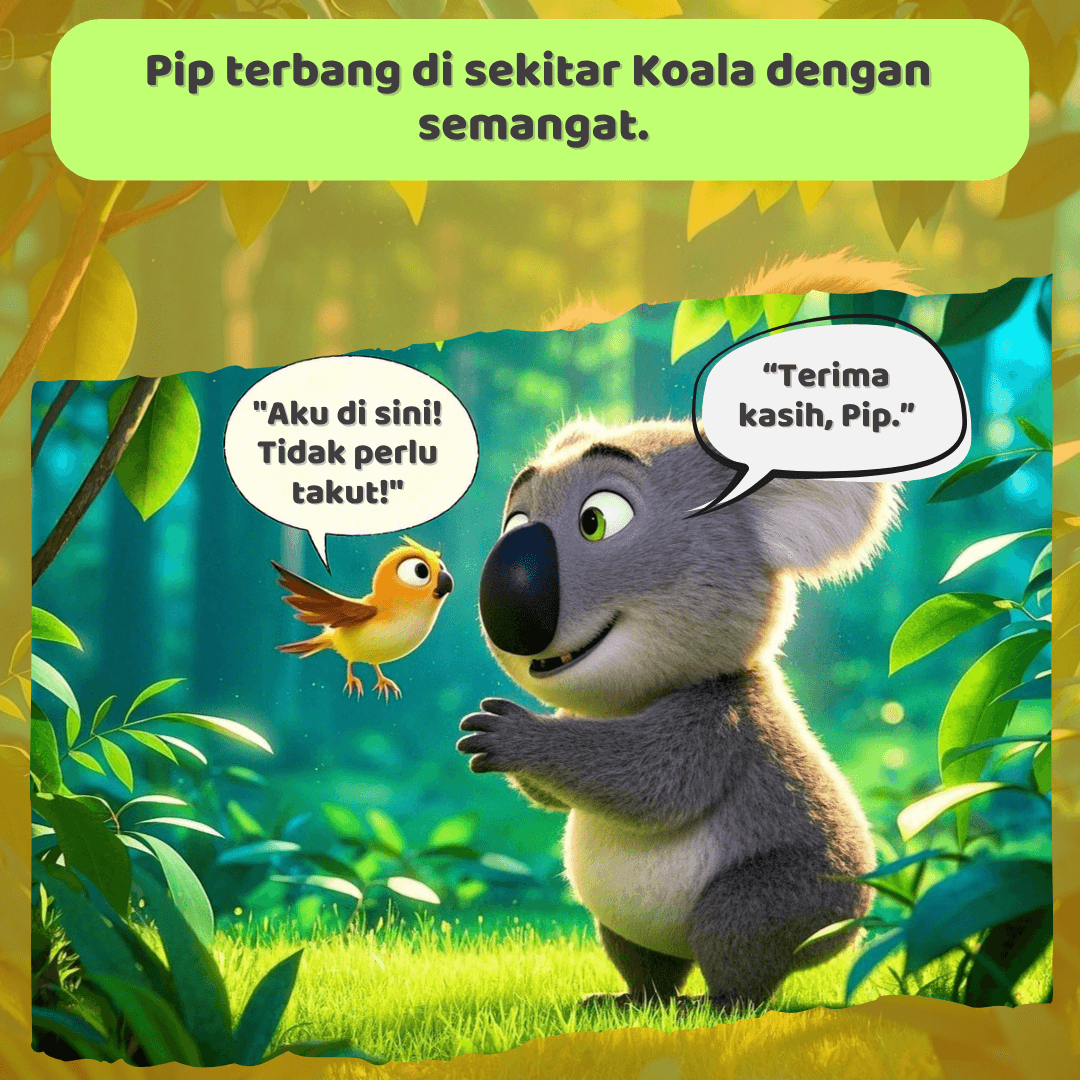 Pip terbang di sekitar Koala dengan
semangat.
"Aku di sini!
Tidak perlu
takut!"
“Terima
kasih, Pip.”